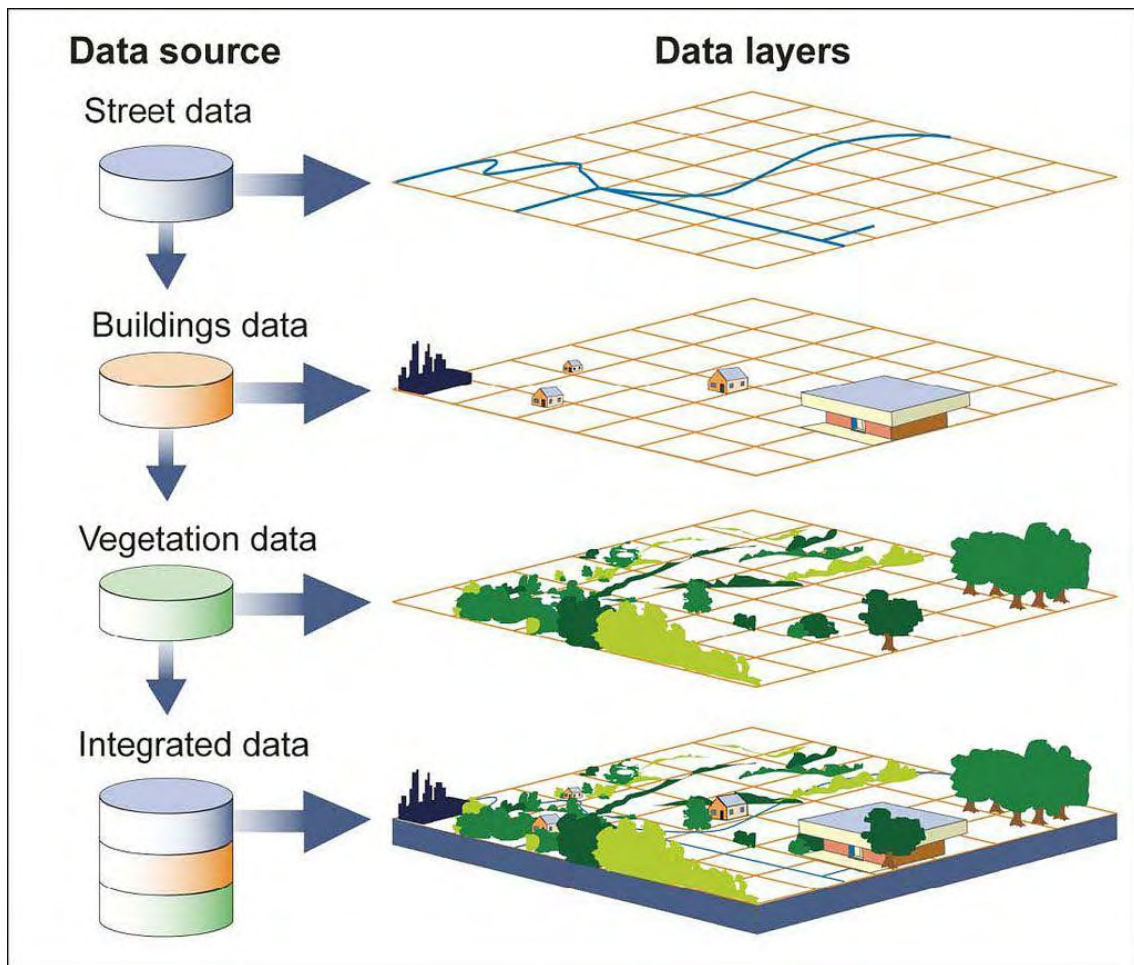 Data source
Data layers
Street data
Buildings data
Vegetation data
Integrated data